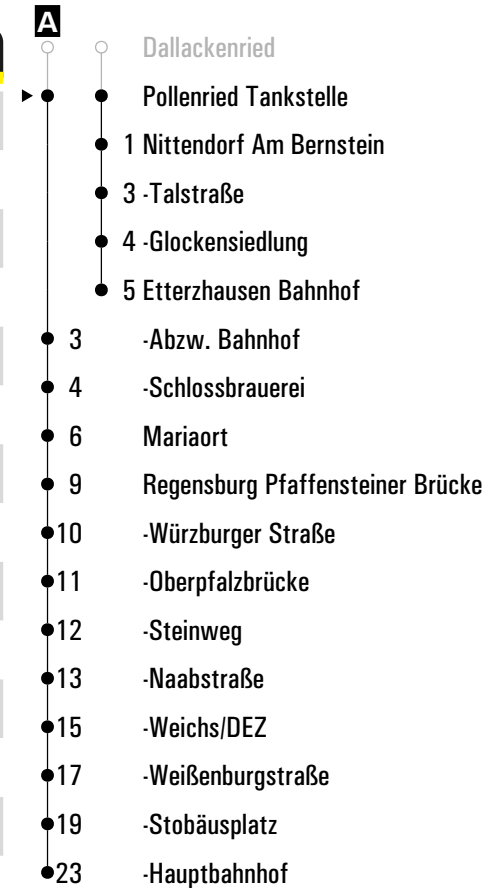 A
Dallackenried
Pollenried Tankstelle
1 Nittendorf Am Bernstein
3 -Talstraße
4 -Glockensiedlung
5 Etterzhausen Bahnhof
3 -Abzw. Bahnhof
4 -Schlossbrauerei
6 Mariaort
9 Regensburg Pfaffensteiner Brücke
10 -Würzburger Straße
11 -Oberpfalzbrücke
12 -Steinweg
13 -Naabstraße
15 -Weichs/DEZ
17 -Weißenburgstraße
19 -Stobäusplatz
23 -Hauptbahnhof